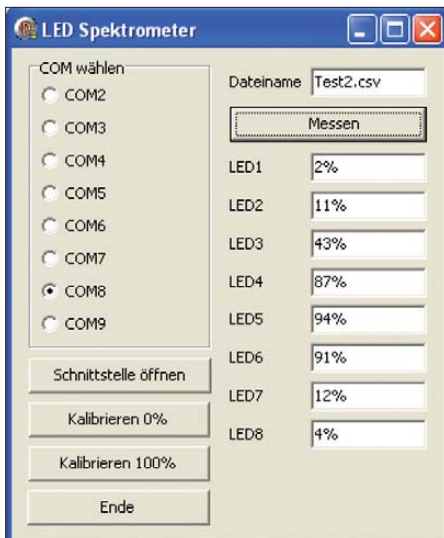 LED Spektrometer
COM wählen
COM2
COM3
COM4
COM5
COM6
COM7
COM8
COM9
Schnittstelle öffnen
Kalibrieren 0%
Kalibrieren 100%
Ende
Dateiname Test2.csv
Messen
LED1 2%
LED2 11%
LED3 43%
LED4 87%
LED5 94%
LED6 91%
LED7 12%
LED8 4%